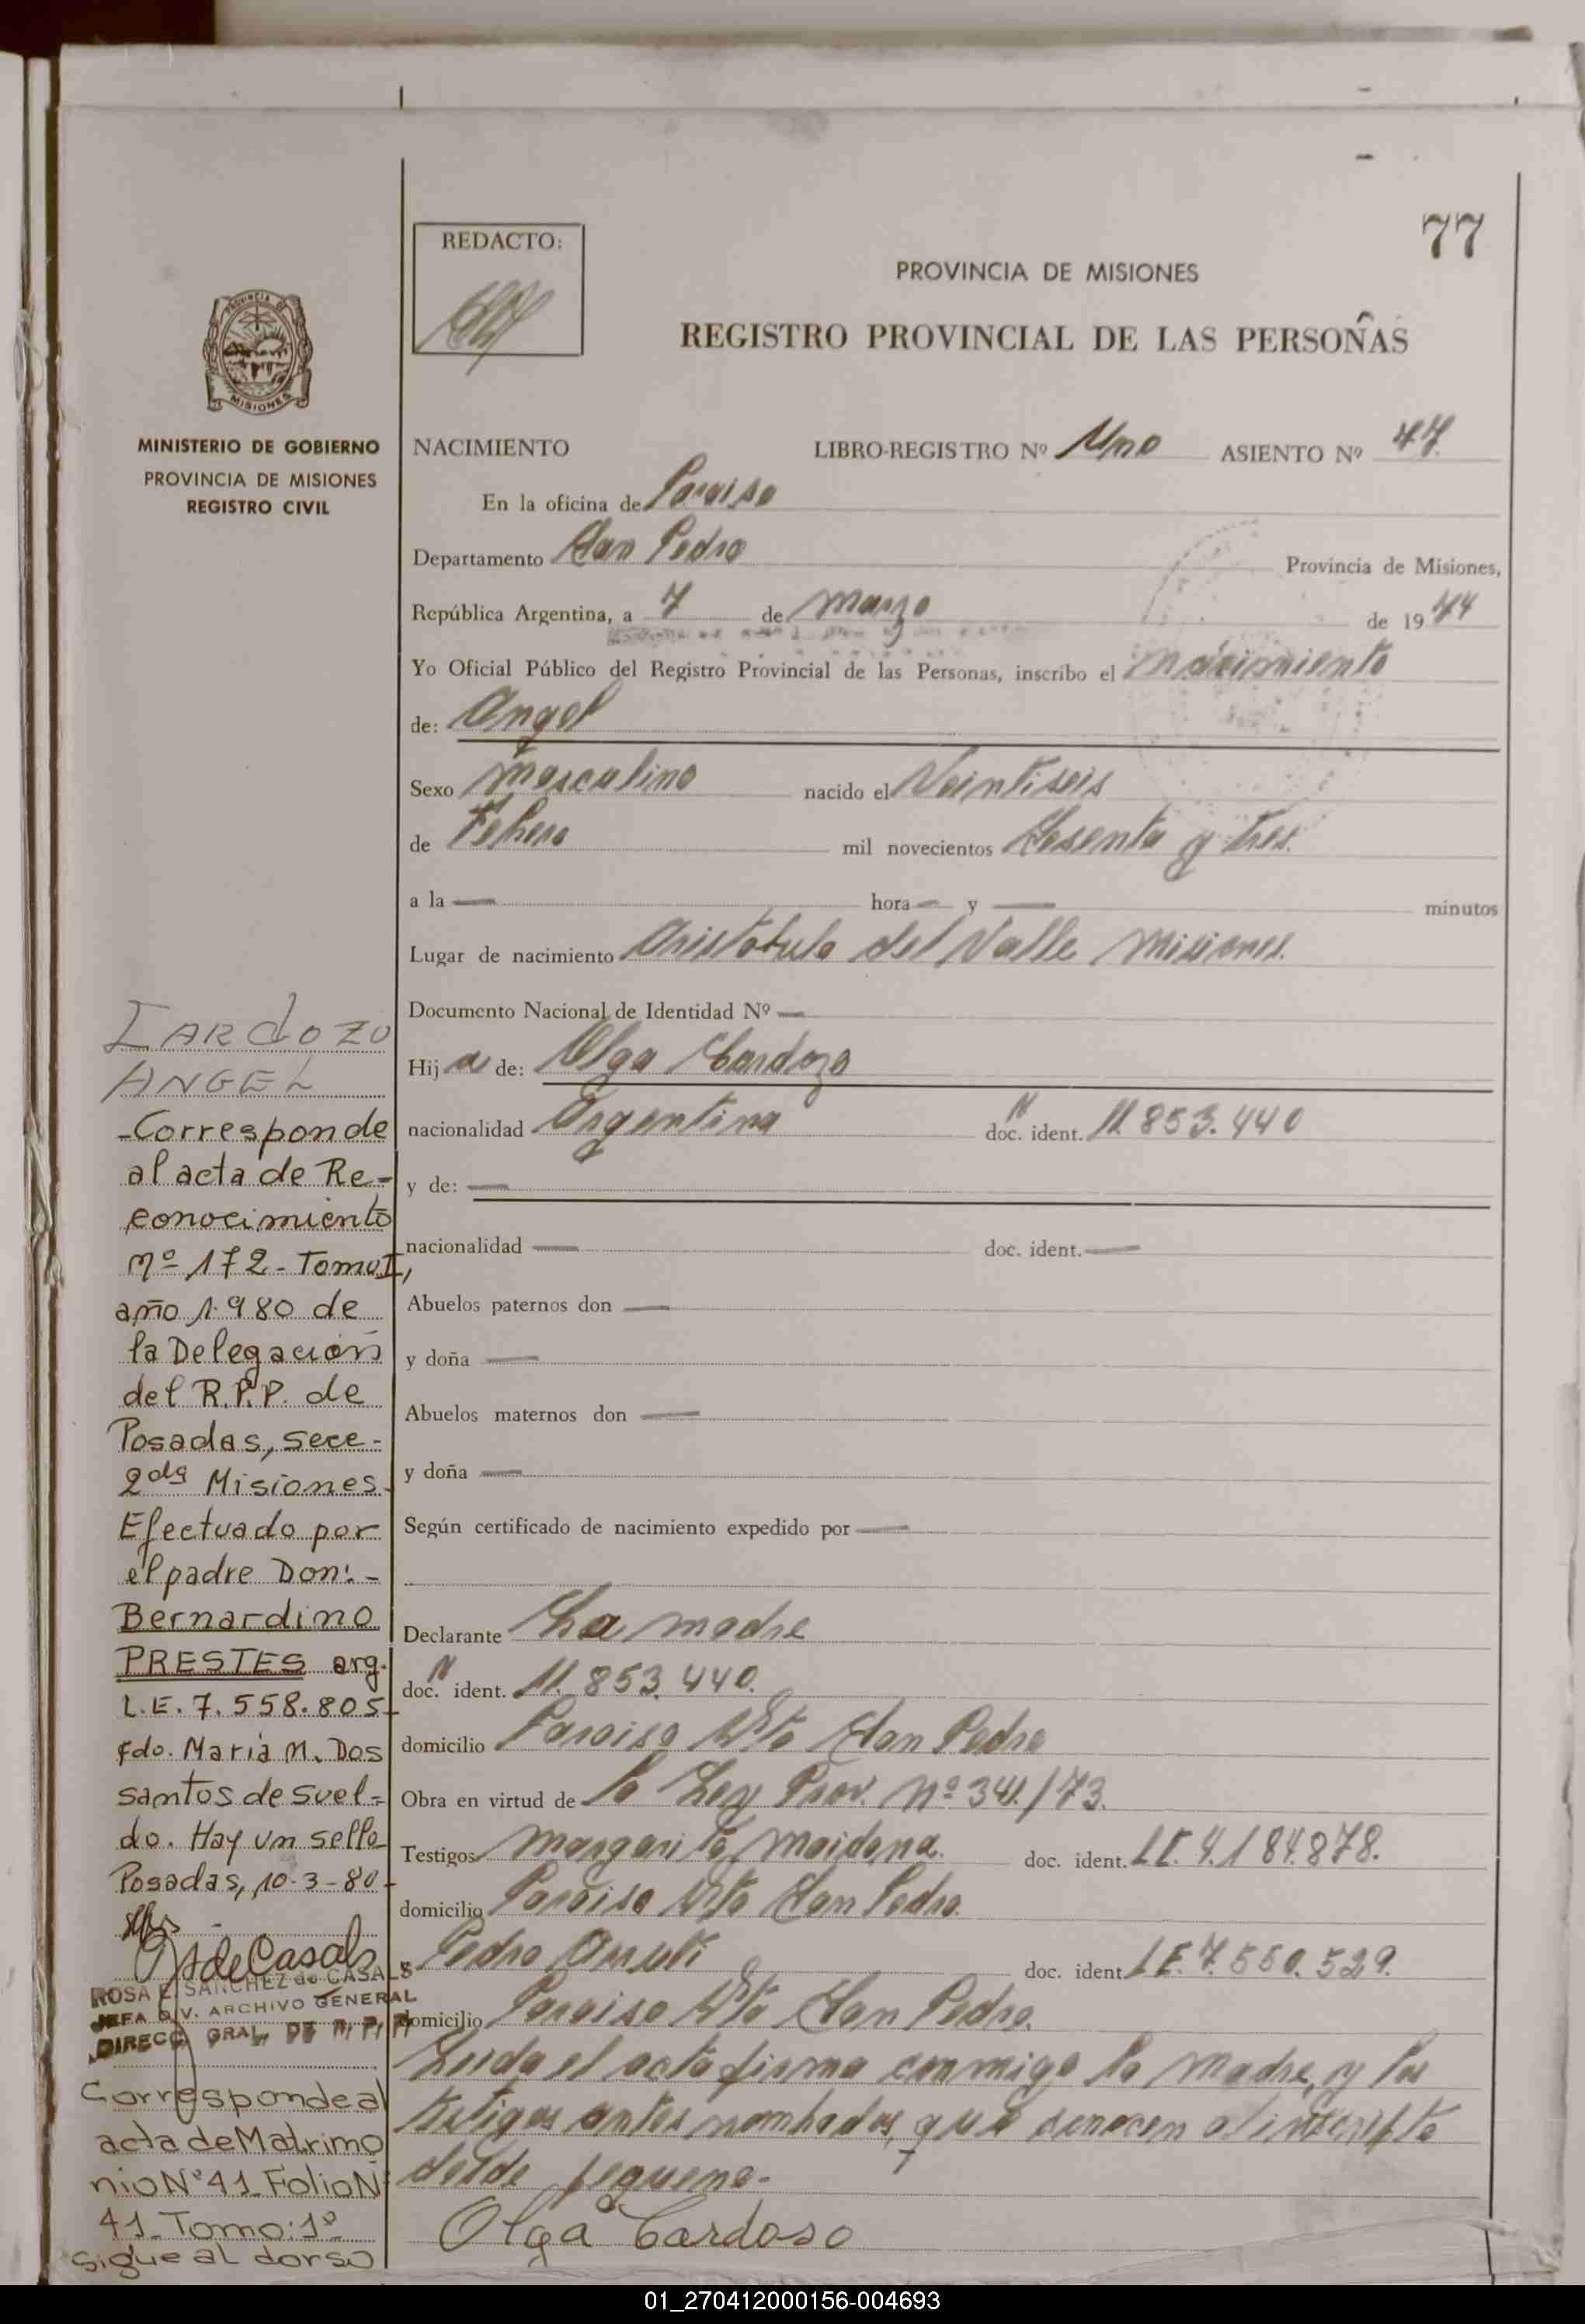 77
REDACTO:
PROVINCIA DE MISIONES
REGISTRO PROVINCIAL DE LAS PERSONAS
MINISTERIO DE GOBIERNO
PROVINCIA DE MISIONES
REGISTRO CIVIL
NACIMIENTO LIBRO-REGISTRO Nº Uno ASIENTO Nº 77
En la oficina de Paraiso
Departamento San Pedro Provincia de Misiones,
República Argentina, a 7 de marzo de 1974
Yo Oficial Público del Registro Provincial de las Personas, inscribo el nacimiento
de: Angel
Sexo masculino nacido el Veintiseis
de Febrero mil novecientos Sesenta y tres.
a la — hora — y — minutos
Lugar de nacimiento Aristobulo del Valle Misiones.
Documento Nacional de Identidad Nº —
Hij a de: Olga Cardozo
nacionalidad Argentina doc. N ident. 11.853.440
y de: —
nacionalidad — doc. ident. —
Abuelos paternos don —
y doña —
Abuelos maternos don —
y doña —
Según certificado de nacimiento expedido por —
Declarante La madre
doc. N ident. 11.853.440.
domicilio Paraiso Dto San Pedro
Obra en virtud de la Ley Prov. nº 341/73.
Testigos Margarita Maidana. doc. ident. L.E. 4.184.878.
domicilio Paraiso Dto San Pedro.
y Pedro doc. ident. L.E. 7.550.529.
domicilio Paraiso Dto San Pedro.
Leida el acta firma conmigo la madre, y los
testigos antes nombrados, que conocen al inscripto
desde pequeno.-
Olga Cardoso
CARDOZO
ANGEL
-Corresponde
al acta de Re-
conocimiento
nº 172-Tomo I,
año 1.980 de
la Delegación
del R.P.P. de
Posadas, secc-
2da Misiones.
Efectuado por
el padre Don:-
Bernardino
PRESTES arg.
L.E. 7.558.805-
fdo. Maria M. Dos
santos de Suel-
do. Hay un sello
Posadas, 10-3-80-
ROSA E. SANCHEZ de CASALS
JEFA DIV. ARCHIVO GENERAL
DIRECC. GRAL. DE R. P. P.
Corresponde al
acta de Matrimo
nio Nº 41 Folio Nº
41 Tomo: 1º
sigue al dorso
01_270412000156-004693